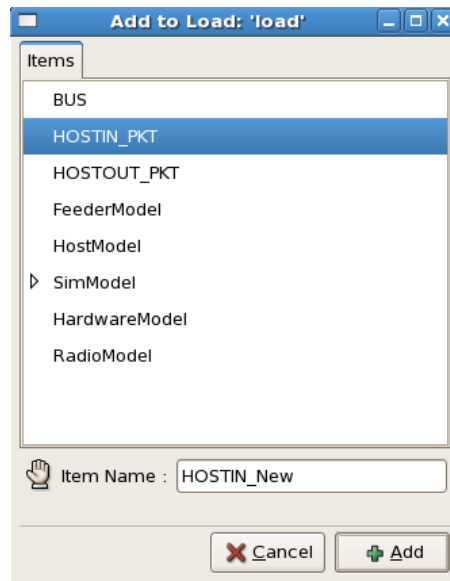 Add to Load: 'load'
Items
BUS
HOSTIN_PKT
HOSTOUT_PKT
FeederModel
HostModel
SimModel
HardwareModel
RadioModel
Item Name : HOSTIN_New
Cancel Add